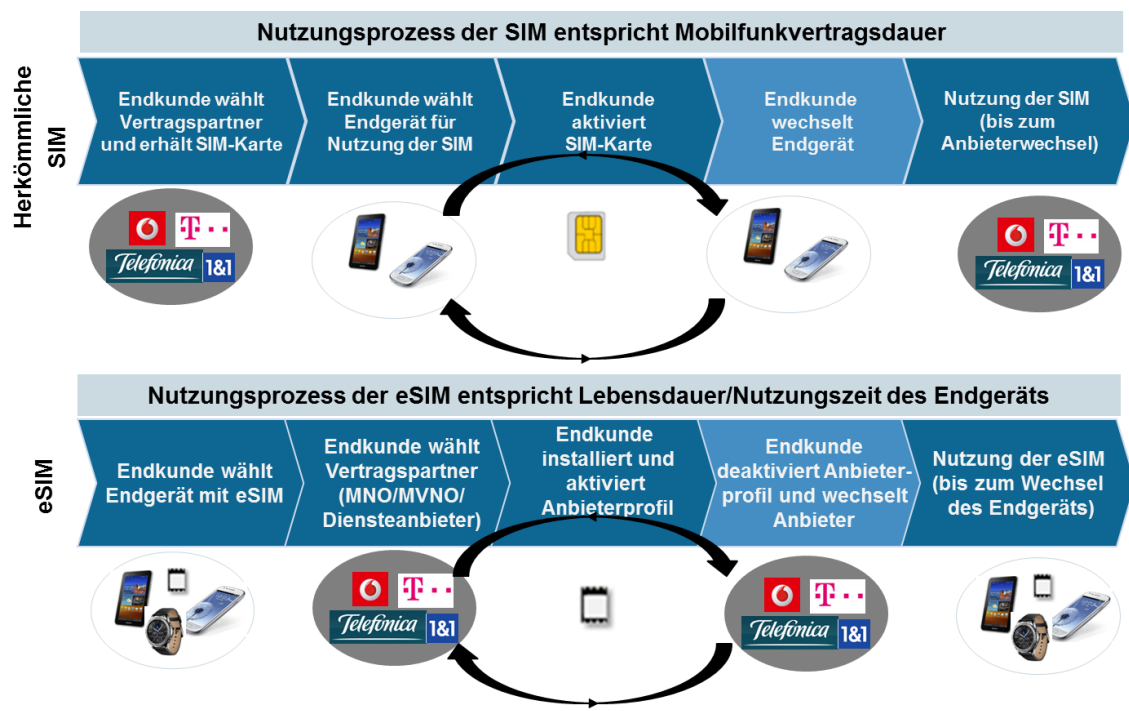 Nutzungsprozess der SIM entspricht Mobilfunkvertragsdauer
Herkömmliche
SIM
Endkunde wählt
Vertragspartner
und erhält SIM-Karte
Endkunde wählt
Endgerät für
Nutzung der SIM
Endkunde
aktiviert
SIM-Karte
Endkunde
wechselt
Endgerät
Nutzung der SIM
(bis zum
Anbieterwechsel)
T
Telefónica
1&1
T
Telefónica
1&1
Nutzungsprozess der eSIM entspricht Lebensdauer/Nutzungszeit des Endgeräts
eSIM
Endkunde wählt
Endgerät mit eSIM
Endkunde wählt
Vertragspartner
(MNO/MVNO/
Diensteanbieter)
Endkunde
installiert und
aktiviert
Anbieterprofil
Endkunde
deaktiviert Anbieter-
profil und wechselt
Anbieter
Nutzung der eSIM
(bis zum Wechsel
des Endgeräts)
T
Telefónica
1&1
T
Telefónica
1&1